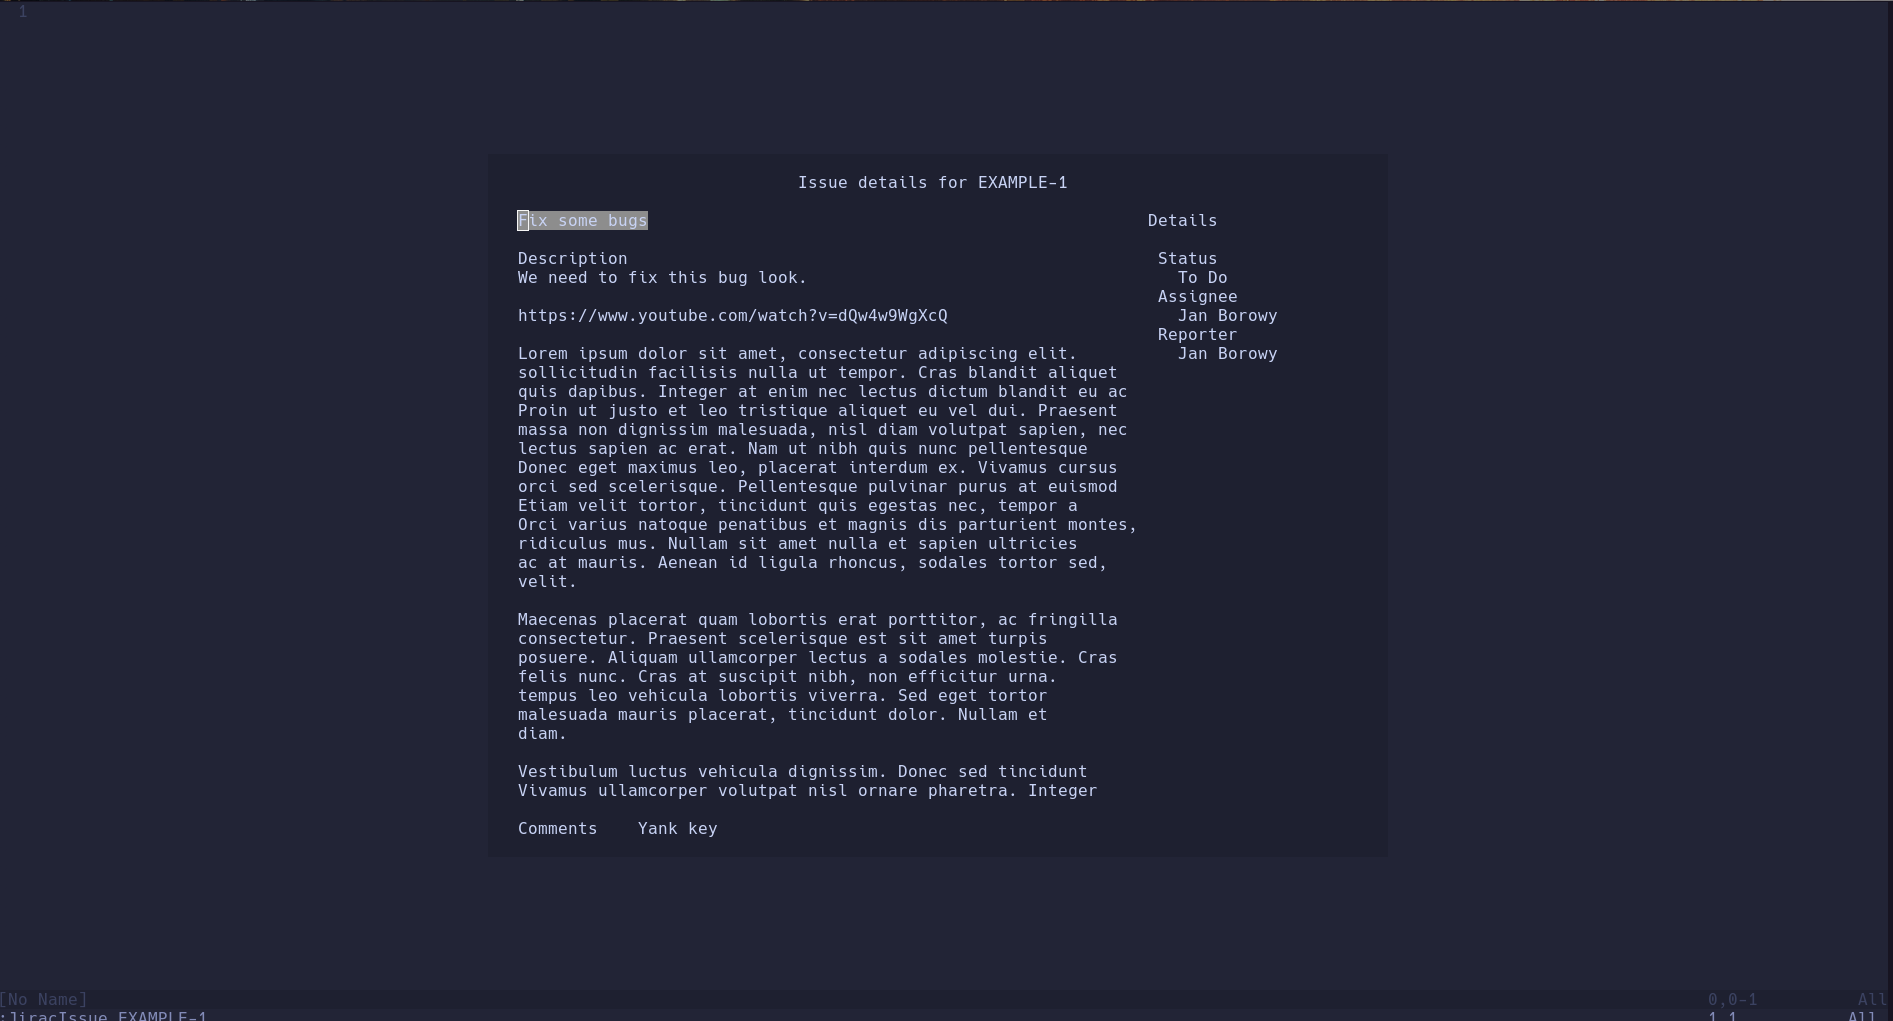 1
Issue details for EXAMPLE-1
Fix some bugs
Description
We need to fix this bug look.
https://www.youtube.com/watch?v=dQw4w9WgXcQ
Lorem ipsum dolor sit amet, consectetur adipiscing elit.
sollicitudin facilisis nulla ut tempor. Cras blandit aliquet
quis dapibus. Integer at enim nec lectus dictum blandit eu ac
Proin ut justo et leo tristique aliquet eu vel dui. Praesent
massa non dignissim malesuada, nisl diam volutpat sapien, nec
lectus sapien ac erat. Nam ut nibh quis nunc pellentesque
Donec eget maximus leo, placerat interdum ex. Vivamus cursus
orci sed scelerisque. Pellentesque pulvinar purus at euismod
Etiam velit tortor, tincidunt quis egestas nec, tempor a
Orci varius natoque penatibus et magnis dis parturient montes,
ridiculus mus. Nullam sit amet nulla et sapien ultricies
ac at mauris. Aenean id ligula rhoncus, sodales tortor sed,
velit.
Maecenas placerat quam lobortis erat porttitor, ac fringilla
consectetur. Praesent scelerisque est sit amet turpis
posuere. Aliquam ullamcorper lectus a sodales molestie. Cras
felis nunc. Cras at suscipit nibh, non efficitur urna.
tempus leo vehicula lobortis viverra. Sed eget tortor
malesuada mauris placerat, tincidunt dolor. Nullam et
diam.
Vestibulum luctus vehicula dignissim. Donec sed tincidunt
Vivamus ullamcorper volutpat nisl ornare pharetra. Integer
Details
Status
To Do
Assignee
Jan Borowy
Reporter
Jan Borowy
Comments    Yank key
[No Name] 0,0-1 All
:JiracIssue EXAMPLE-1 1,1 All